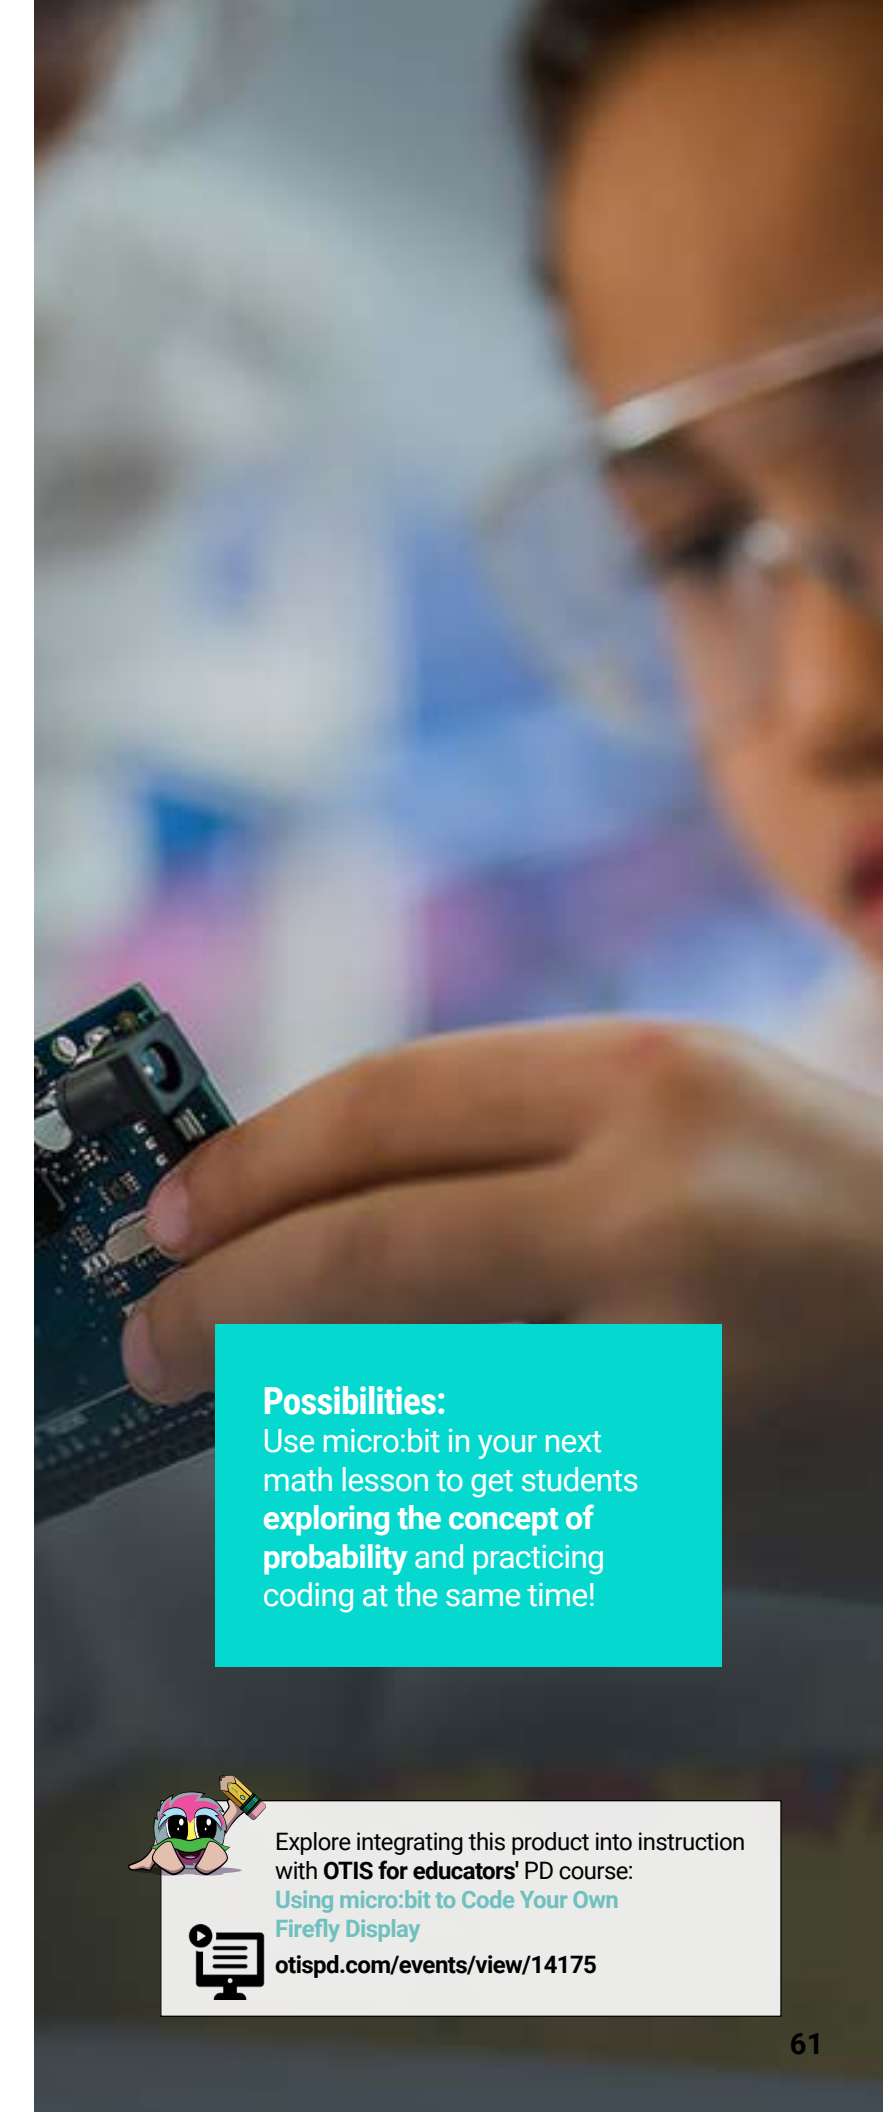 Possibilities:
Use micro:bit in your next
math lesson to get students
exploring the concept of
probability and practicing
coding at the same time!
Explore integrating this product into instruction
with OTIS for educators' PD course:
Using micro:bit to Code Your Own
Firefly Display
otispd.com/events/view/14175
61